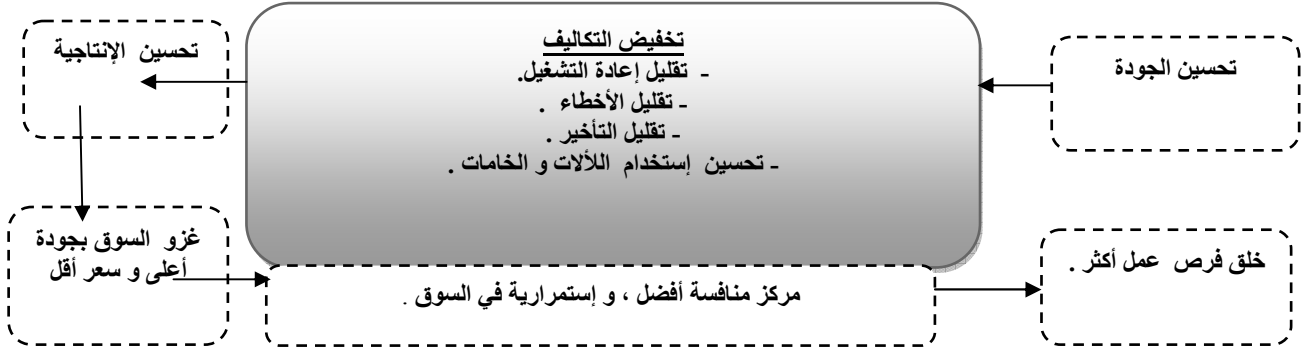 تحسين الجودة
تخفيض التكاليف
- تقليل إعادة التشغيل.
- تقليل الأخطاء .
- تقليل التأخير .
- تحسين إستخدام اللألات و الخامات .
تحسين الإنتاجية
غزو السوق بجودة
أعلى و سعر أقل
مركز منافسة أفضل ، و إستمرارية في السوق .
خلق فرص عمل أكثر .